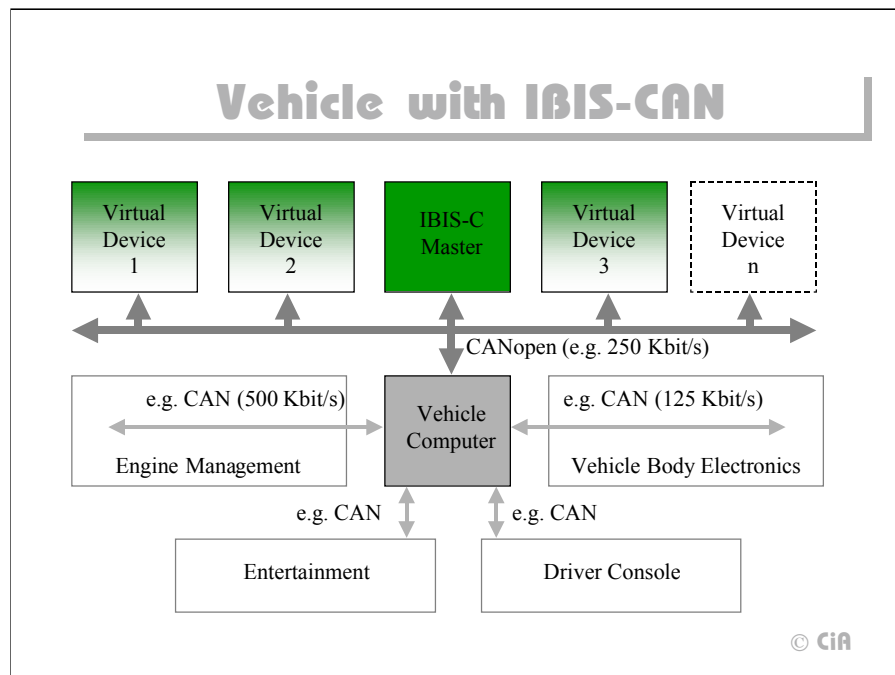 Vehicle with IBIS-CAN
Virtual
Device
1
Virtual
Device
2
IBIS-C
Master
Virtual
Device
3
Virtual
Device
n
CANopen (e.g. 250 Kbit/s)
e.g. CAN (500 Kbit/s)
Engine Management
Vehicle
Computer
e.g. CAN (125 Kbit/s)
Vehicle Body Electronics
e.g. CAN
e.g. CAN
Entertainment
Driver Console
© CiA